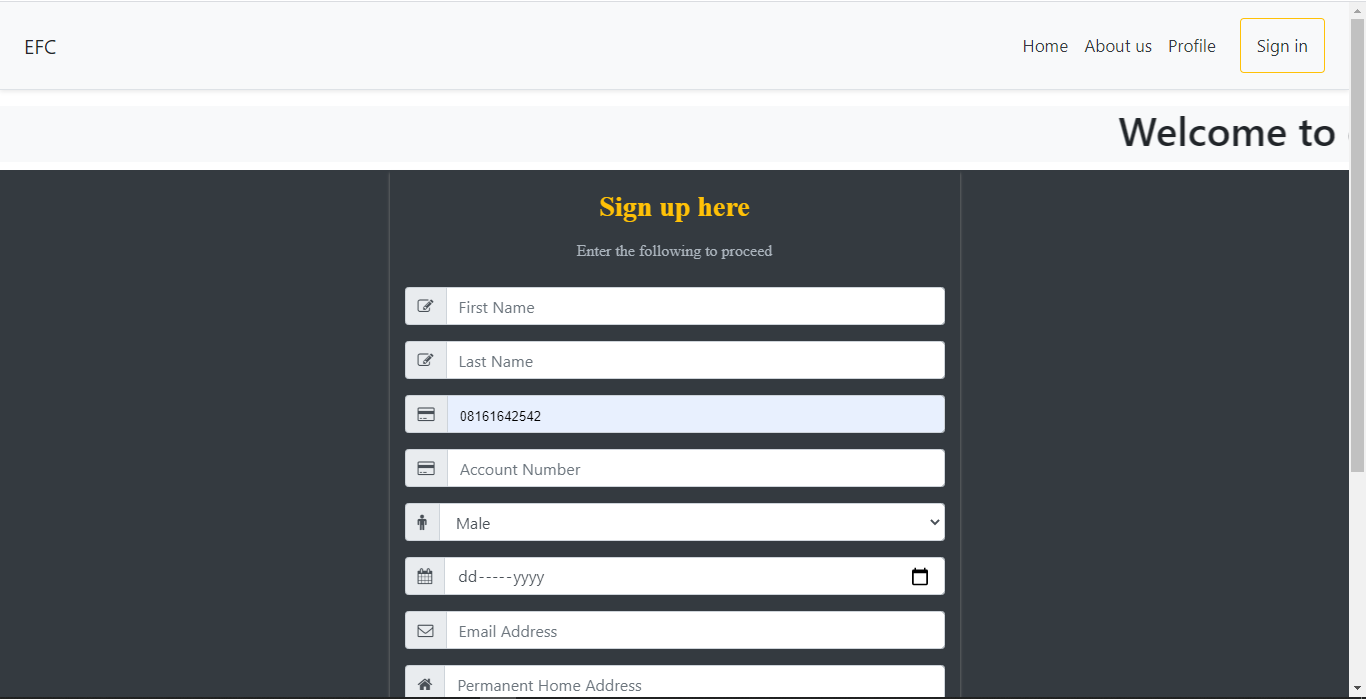 EFC
Home About us Profile Sign in
Welcome to
Sign up here
Enter the following to proceed
First Name
Last Name
08161642542
Account Number
Male
dd-----yyyy
Email Address
Permanent Home Address